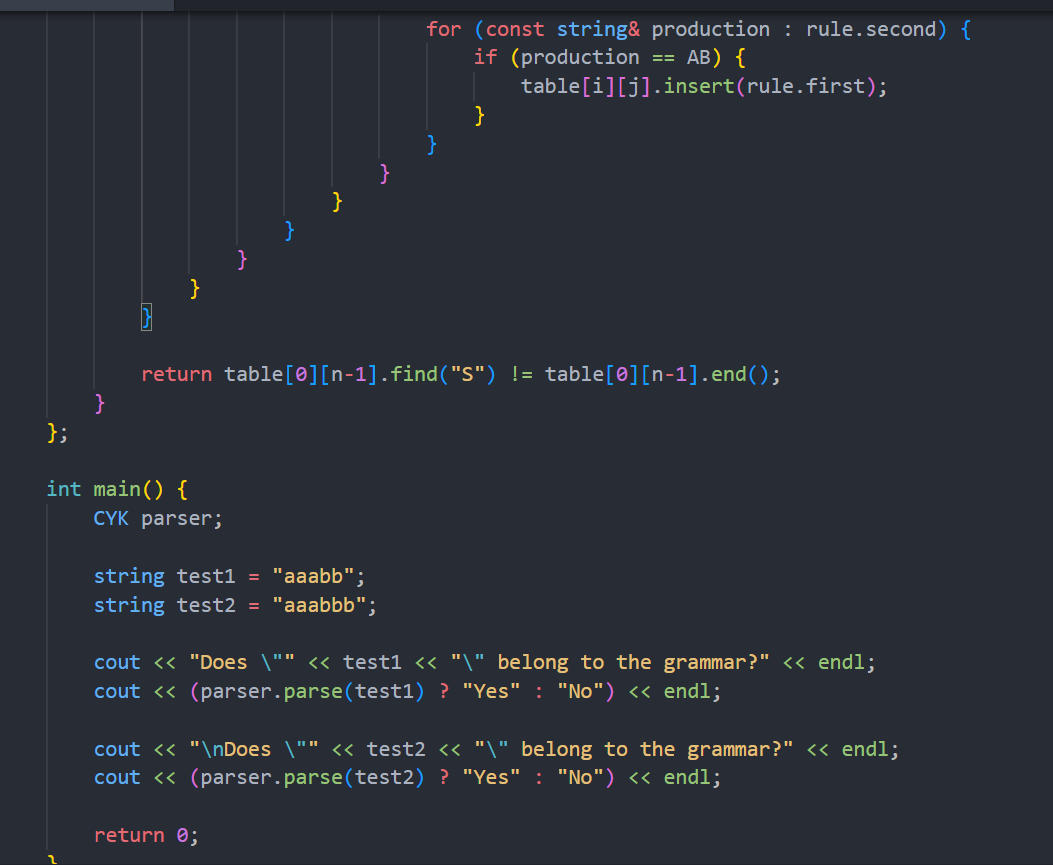 for (const string& production : rule.second) {
if (production == AB) {
table[i][j].insert(rule.first);
}
}
}
}
}
}
}
}
return table[0][n-1].find("S") != table[0][n-1].end();
}
};
int main() {
CYK parser;
string test1 = "aaabb";
string test2 = "aaabbb";
cout << "Does \"" << test1 << "\" belong to the grammar?" << endl;
cout << (parser.parse(test1) ? "Yes" : "No") << endl;
cout << "\nDoes \"" << test2 << "\" belong to the grammar?" << endl;
cout << (parser.parse(test2) ? "Yes" : "No") << endl;
return 0;
}